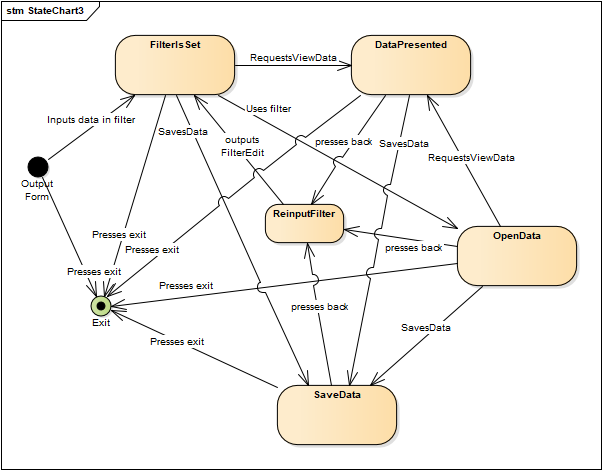 stm StateChart3
FilterIsSet
DataPresented
RequestsViewData
Inputs data in filter
SavesData
Uses filter
outputs
FilterEdit
presses back
SavesData
RequestsViewData
Output
Form
ReinputFilter
OpenData
Presses exit
Presses exit
presses back
Presses exit
Presses exit
presses back
Exit
SavesData
Presses exit
SaveData